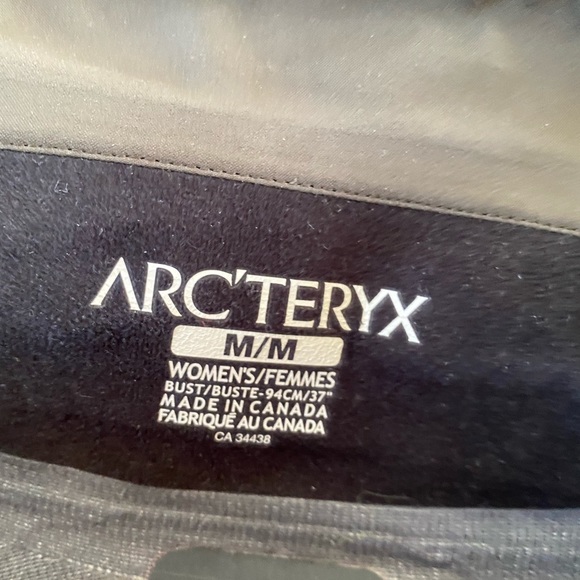 ARC'TERYX
M/M
WOMEN'S/FEMMES
BUST/BUSTE-94CM/37"
MADE IN CANADA
FABRIQUÉ AU CANADA
CA 34438